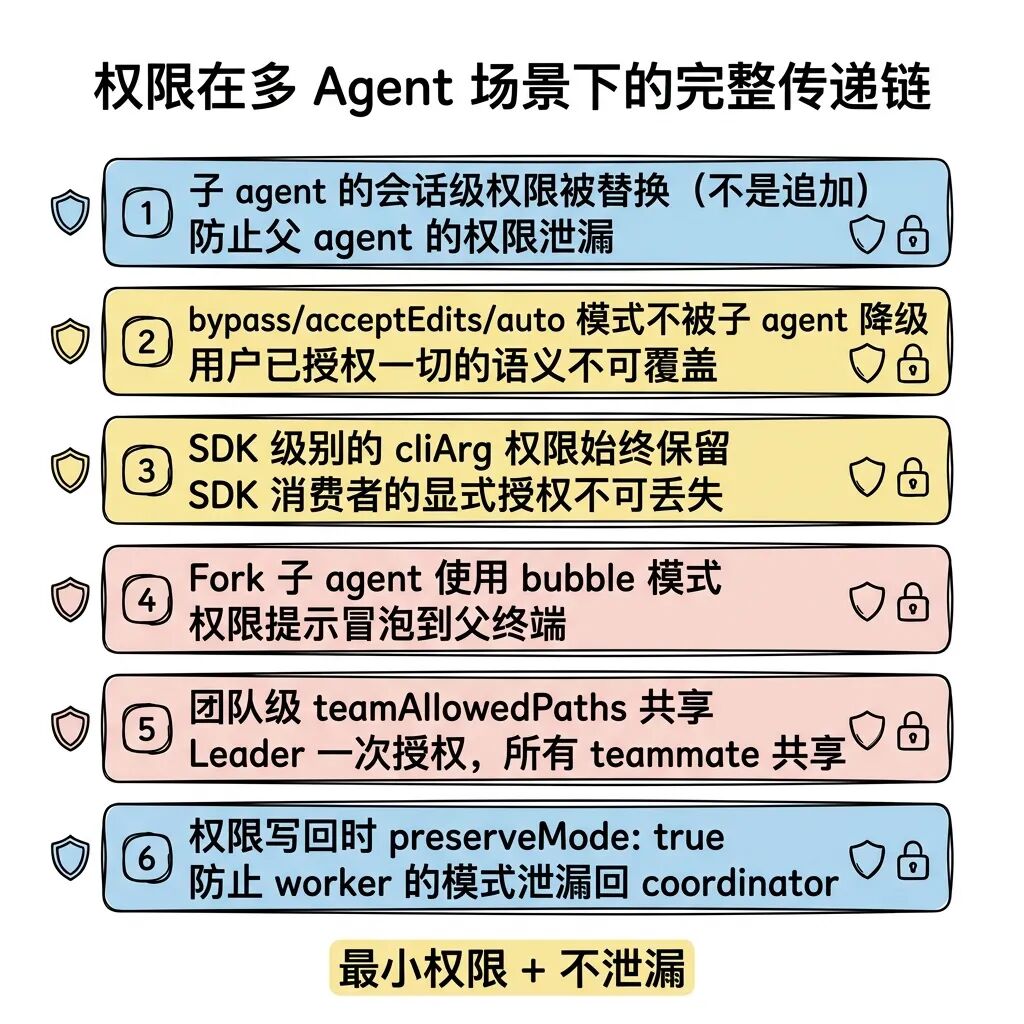 权限在多 Agent 场景下的完整传递链
1
子 agent 的会话级权限被替换（不是追加）
防止父 agent 的权限泄漏
2
bypass/acceptEdits/auto 模式不被子 agent 降级
用户已授权一切的语义不可覆盖
3
SDK 级别的 cliArg 权限始终保留
SDK 消费者的显式授权不可丢失
4
Fork 子 agent 使用 bubble 模式
权限提示冒泡到父终端
5
团队级 teamAllowedPaths 共享
Leader 一次授权，所有 teammate 共享
6
权限写回时 preserveMode: true
防止 worker 的模式泄漏回 coordinator
最小权限 + 不泄漏